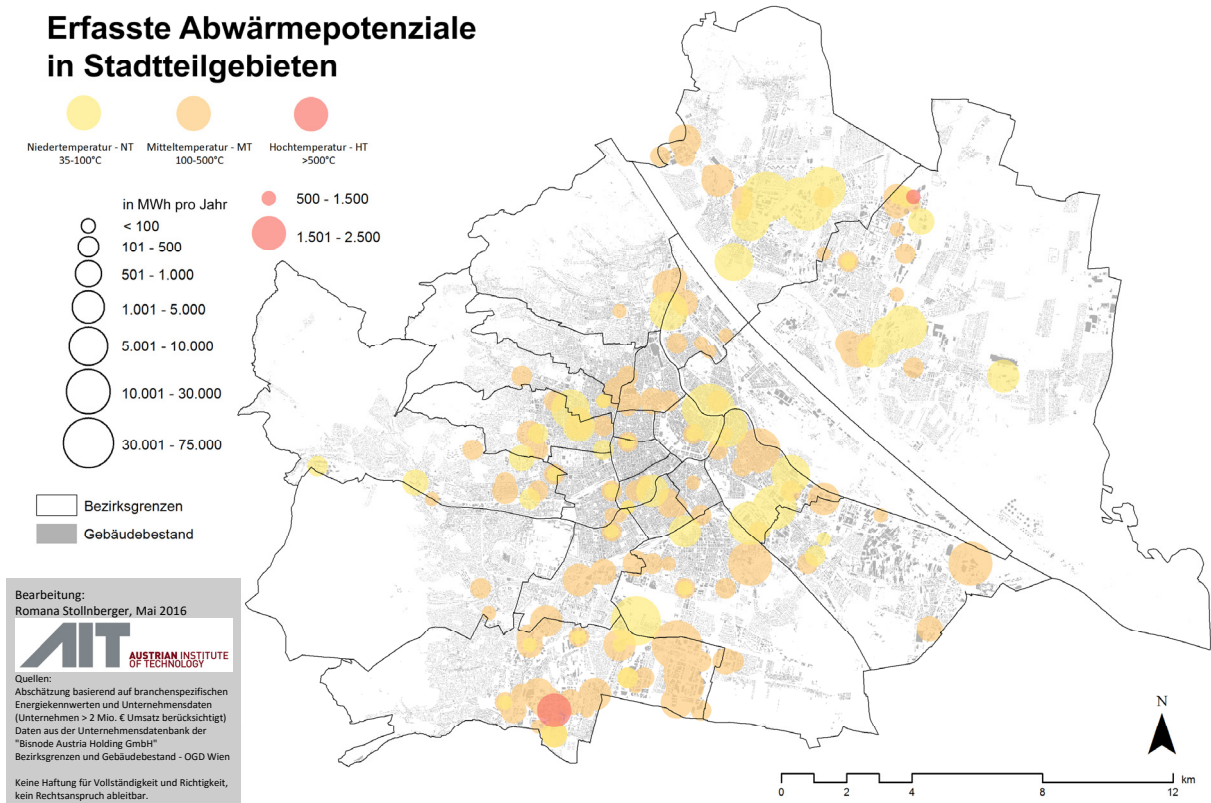 Erfasste Abwärmepotenziale
in Stadtteilgebieten
Niedertemperatur - NT
35-100°C
Mitteltemperatur - MT
100-500°C
Hochtemperatur - HT
>500°C
in MWh pro Jahr
< 100
101 - 500
501 - 1.000
1.001 - 5.000
5.001 - 10.000
10.001 - 30.000
30.001 - 75.000
500 - 1.500
1.501 - 2.500
Bezirksgrenzen
Gebäudebestand
Bearbeitung:
Romana Stollnberger, Mai 2016
AIT AUSTRIAN INSTITUTE
OF TECHNOLOGY
Quellen:
Abschätzung basierend auf branchenspezifischen
Energiekennwerten und Unternehmensdaten
(Unternehmen > 2 Mio. € Umsatz berücksichtigt)
Daten aus der Unternehmensdatenbank der
"Bisnode Austria Holding GmbH"
Bezirksgrenzen und Gebäudebestand - OGD Wien
Keine Haftung für Vollständigkeit und Richtigkeit,
kein Rechtsanspruch ableitbar.
N
km
0 2 4 8 12